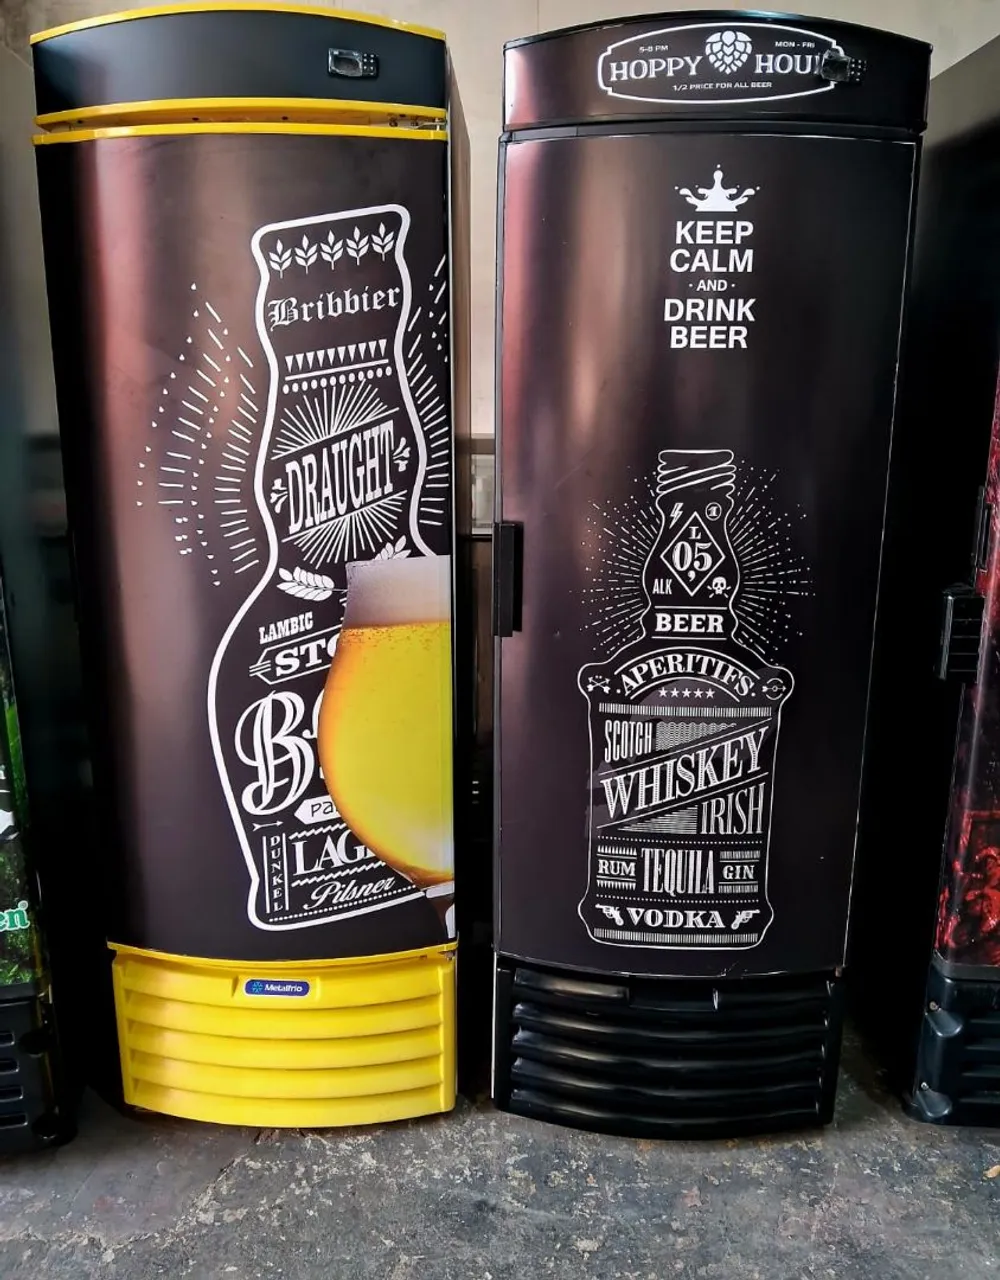 Bribbier
DRAUGHT
LAMBIC
DUNKEL
Pilsner
Metalfrio
5-8 PM
MON - FRI
HOPPY
1/2 PRICE FOR ALL BEER
KEEP
CALM
· AND ·
DRINK
BEER
L
0,5
ALK
BEER
APERITIFS
SCOTCH
WHISKEY
IRISH
RUM TEQUILA GIN
VODKA
en